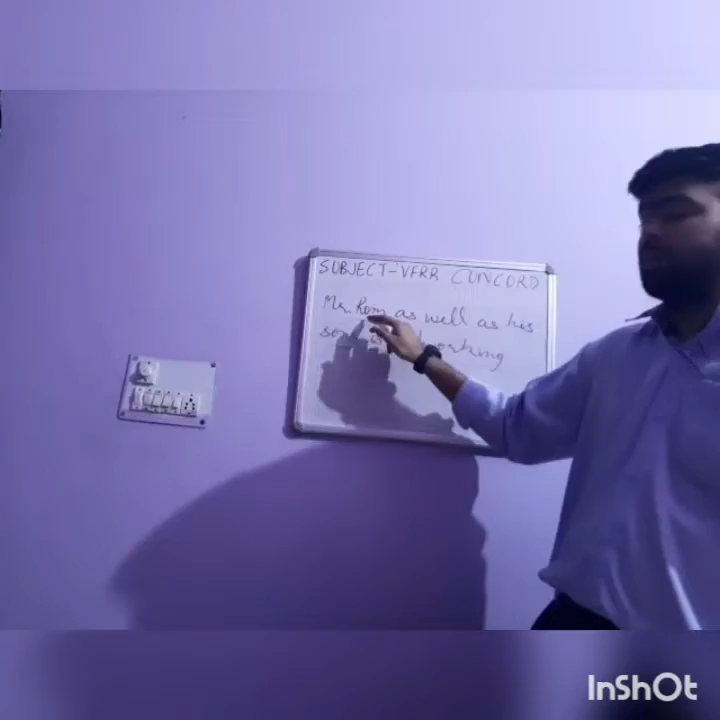 SUBJECT-VERB CONCORD
Mr. Ram as well as his
working
InShOt